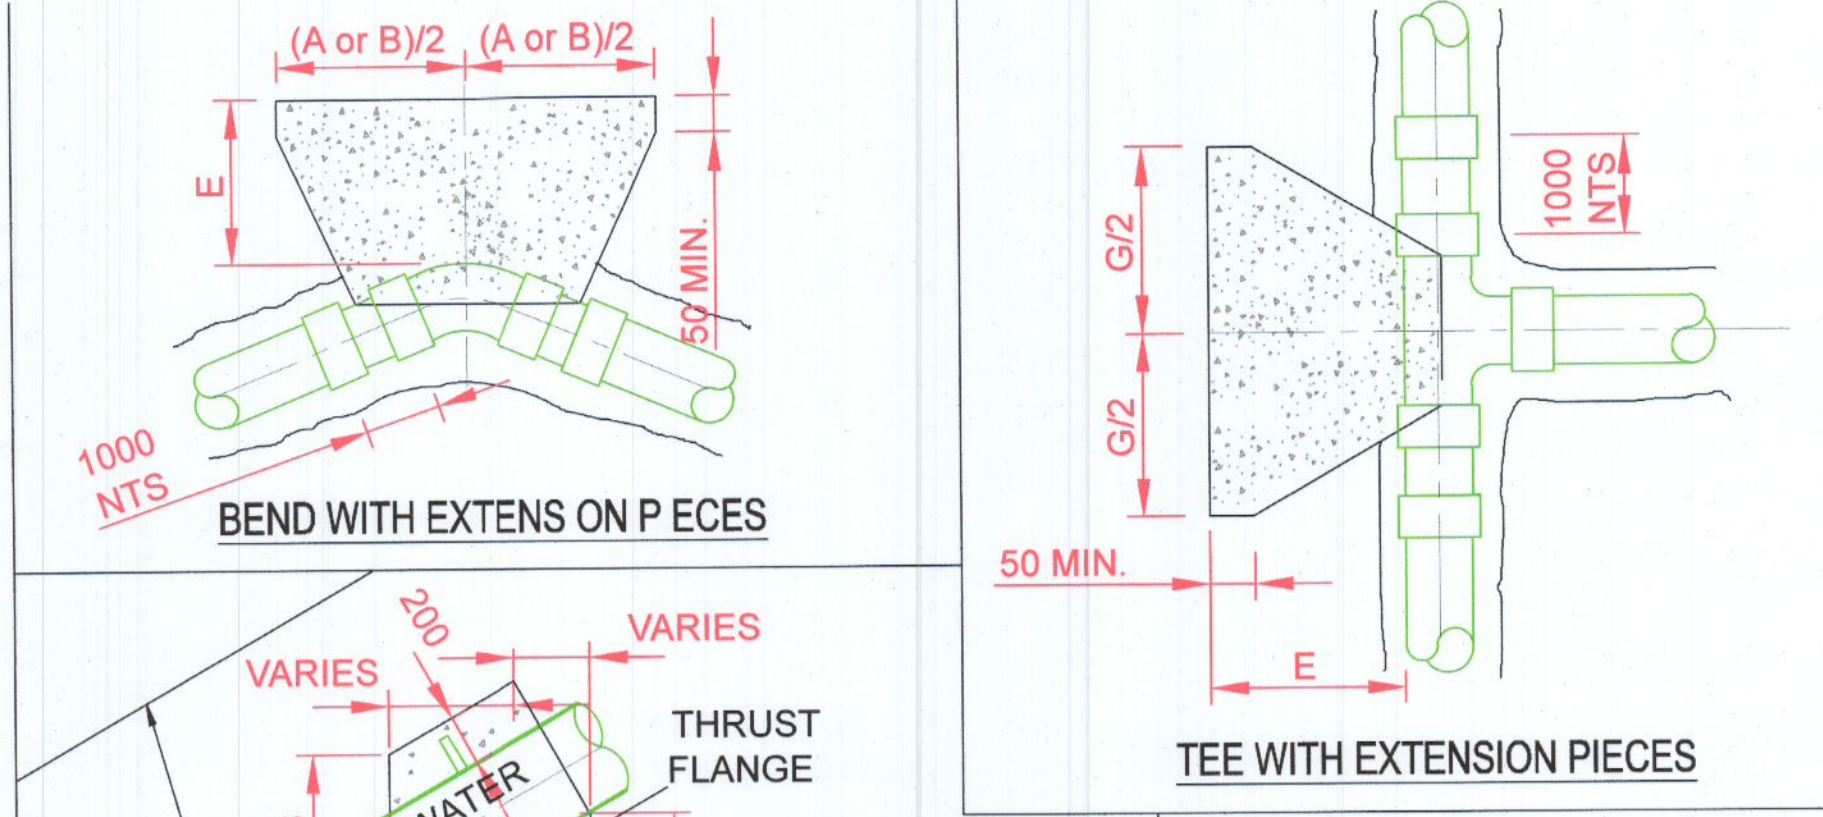 (A or B)/2 (A or B)/2
E
50 MIN.
1000
NTS
BEND WITH EXTENS ON P ECES
G/2
G/2
1000
NTS
50 MIN.
E
TEE WITH EXTENSION PIECES
200
VARIES
VARIES
THRUST
FLANGE
WATER